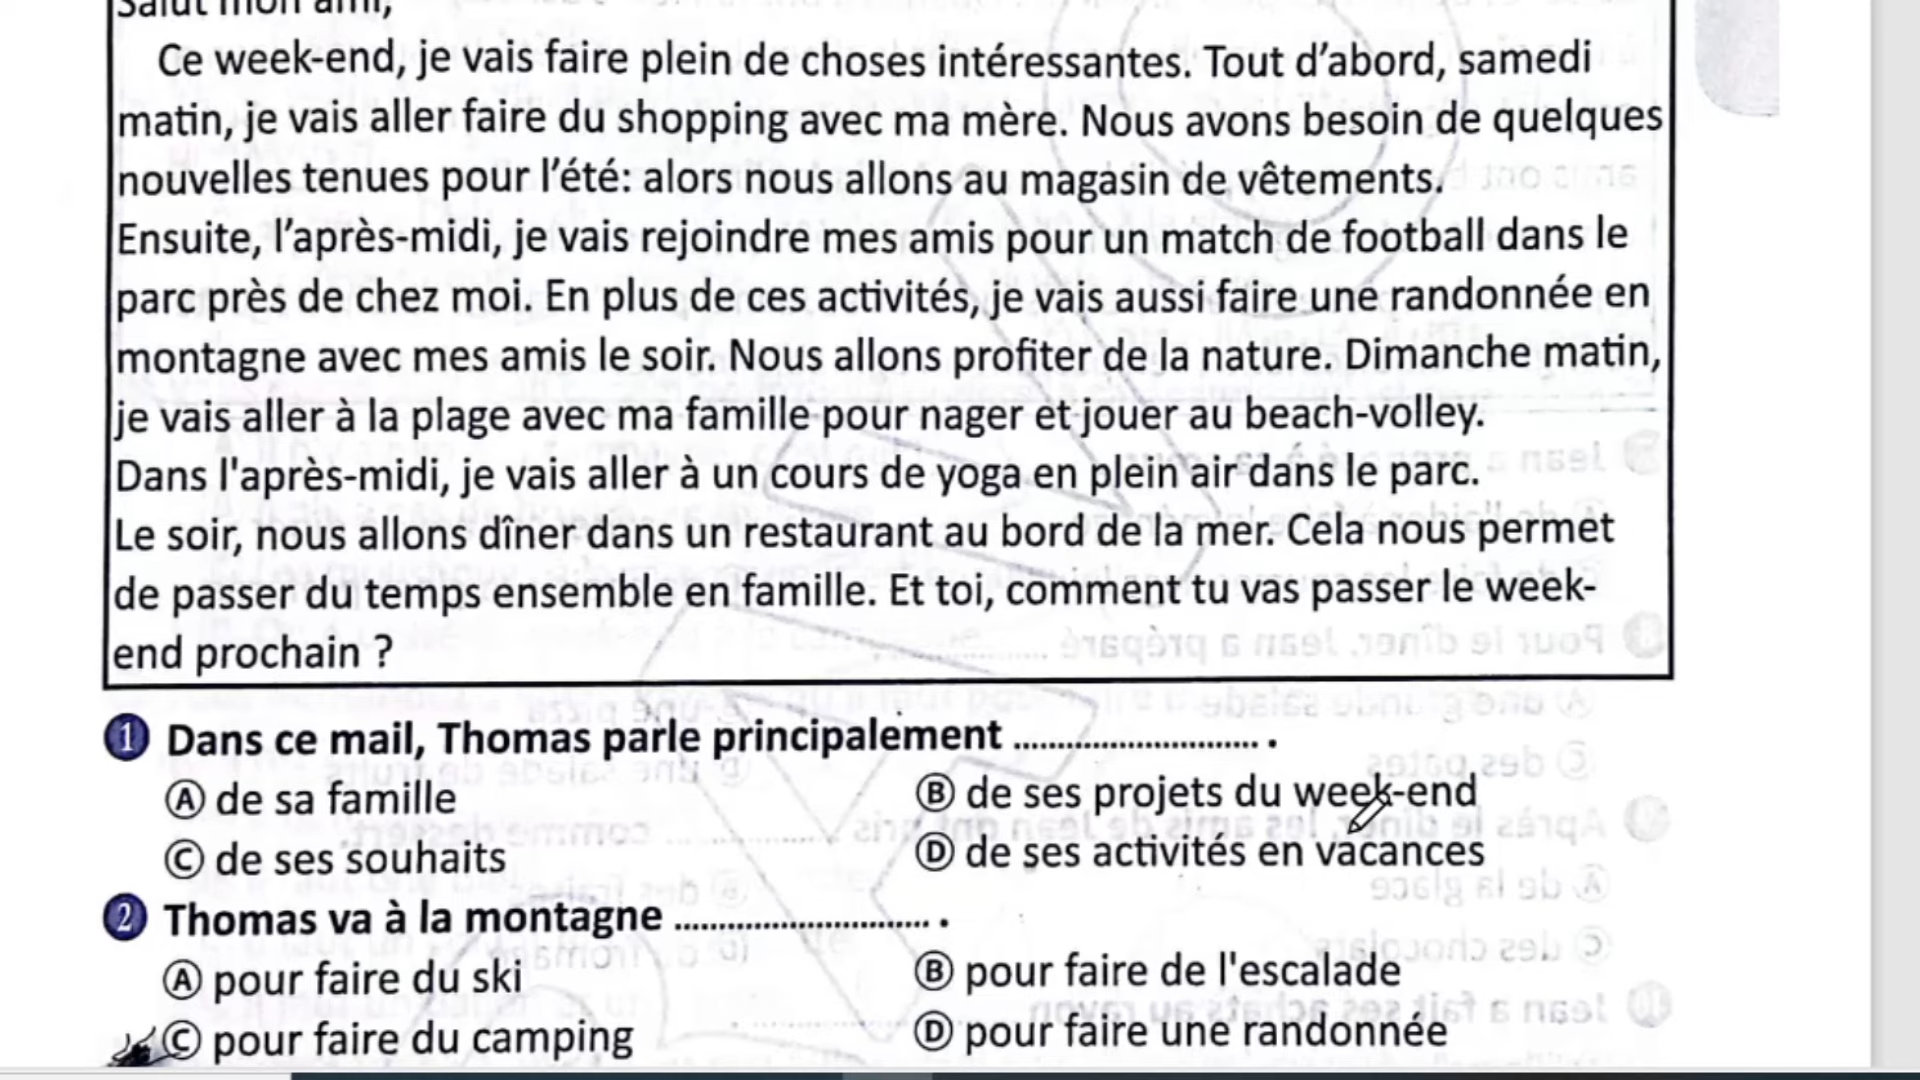 Salut mon ami,
Ce week-end, je vais faire plein de choses intéressantes. Tout d’abord, samedi
matin, je vais aller faire du shopping avec ma mère. Nous avons besoin de quelques
nouvelles tenues pour l’été: alors nous allons au magasin de vêtements.
Ensuite, l’après-midi, je vais rejoindre mes amis pour un match de football dans le
parc près de chez moi. En plus de ces activités, je vais aussi faire une randonnée en
montagne avec mes amis le soir. Nous allons profiter de la nature. Dimanche matin,
je vais aller à la plage avec ma famille pour nager et jouer au beach-volley.
Dans l'après-midi, je vais aller à un cours de yoga en plein air dans le parc.
Le soir, nous allons dîner dans un restaurant au bord de la mer. Cela nous permet
de passer du temps ensemble en famille. Et toi, comment tu vas passer le week-
end prochain ?
1 Dans ce mail, Thomas parle principalement ........................... .
A de sa famille
B de ses projets du week-end
C de ses souhaits
D de ses activités en vacances
2 Thomas va à la montagne ............................ .
A pour faire du ski
B pour faire de l'escalade
C pour faire du camping
D pour faire une randonnée